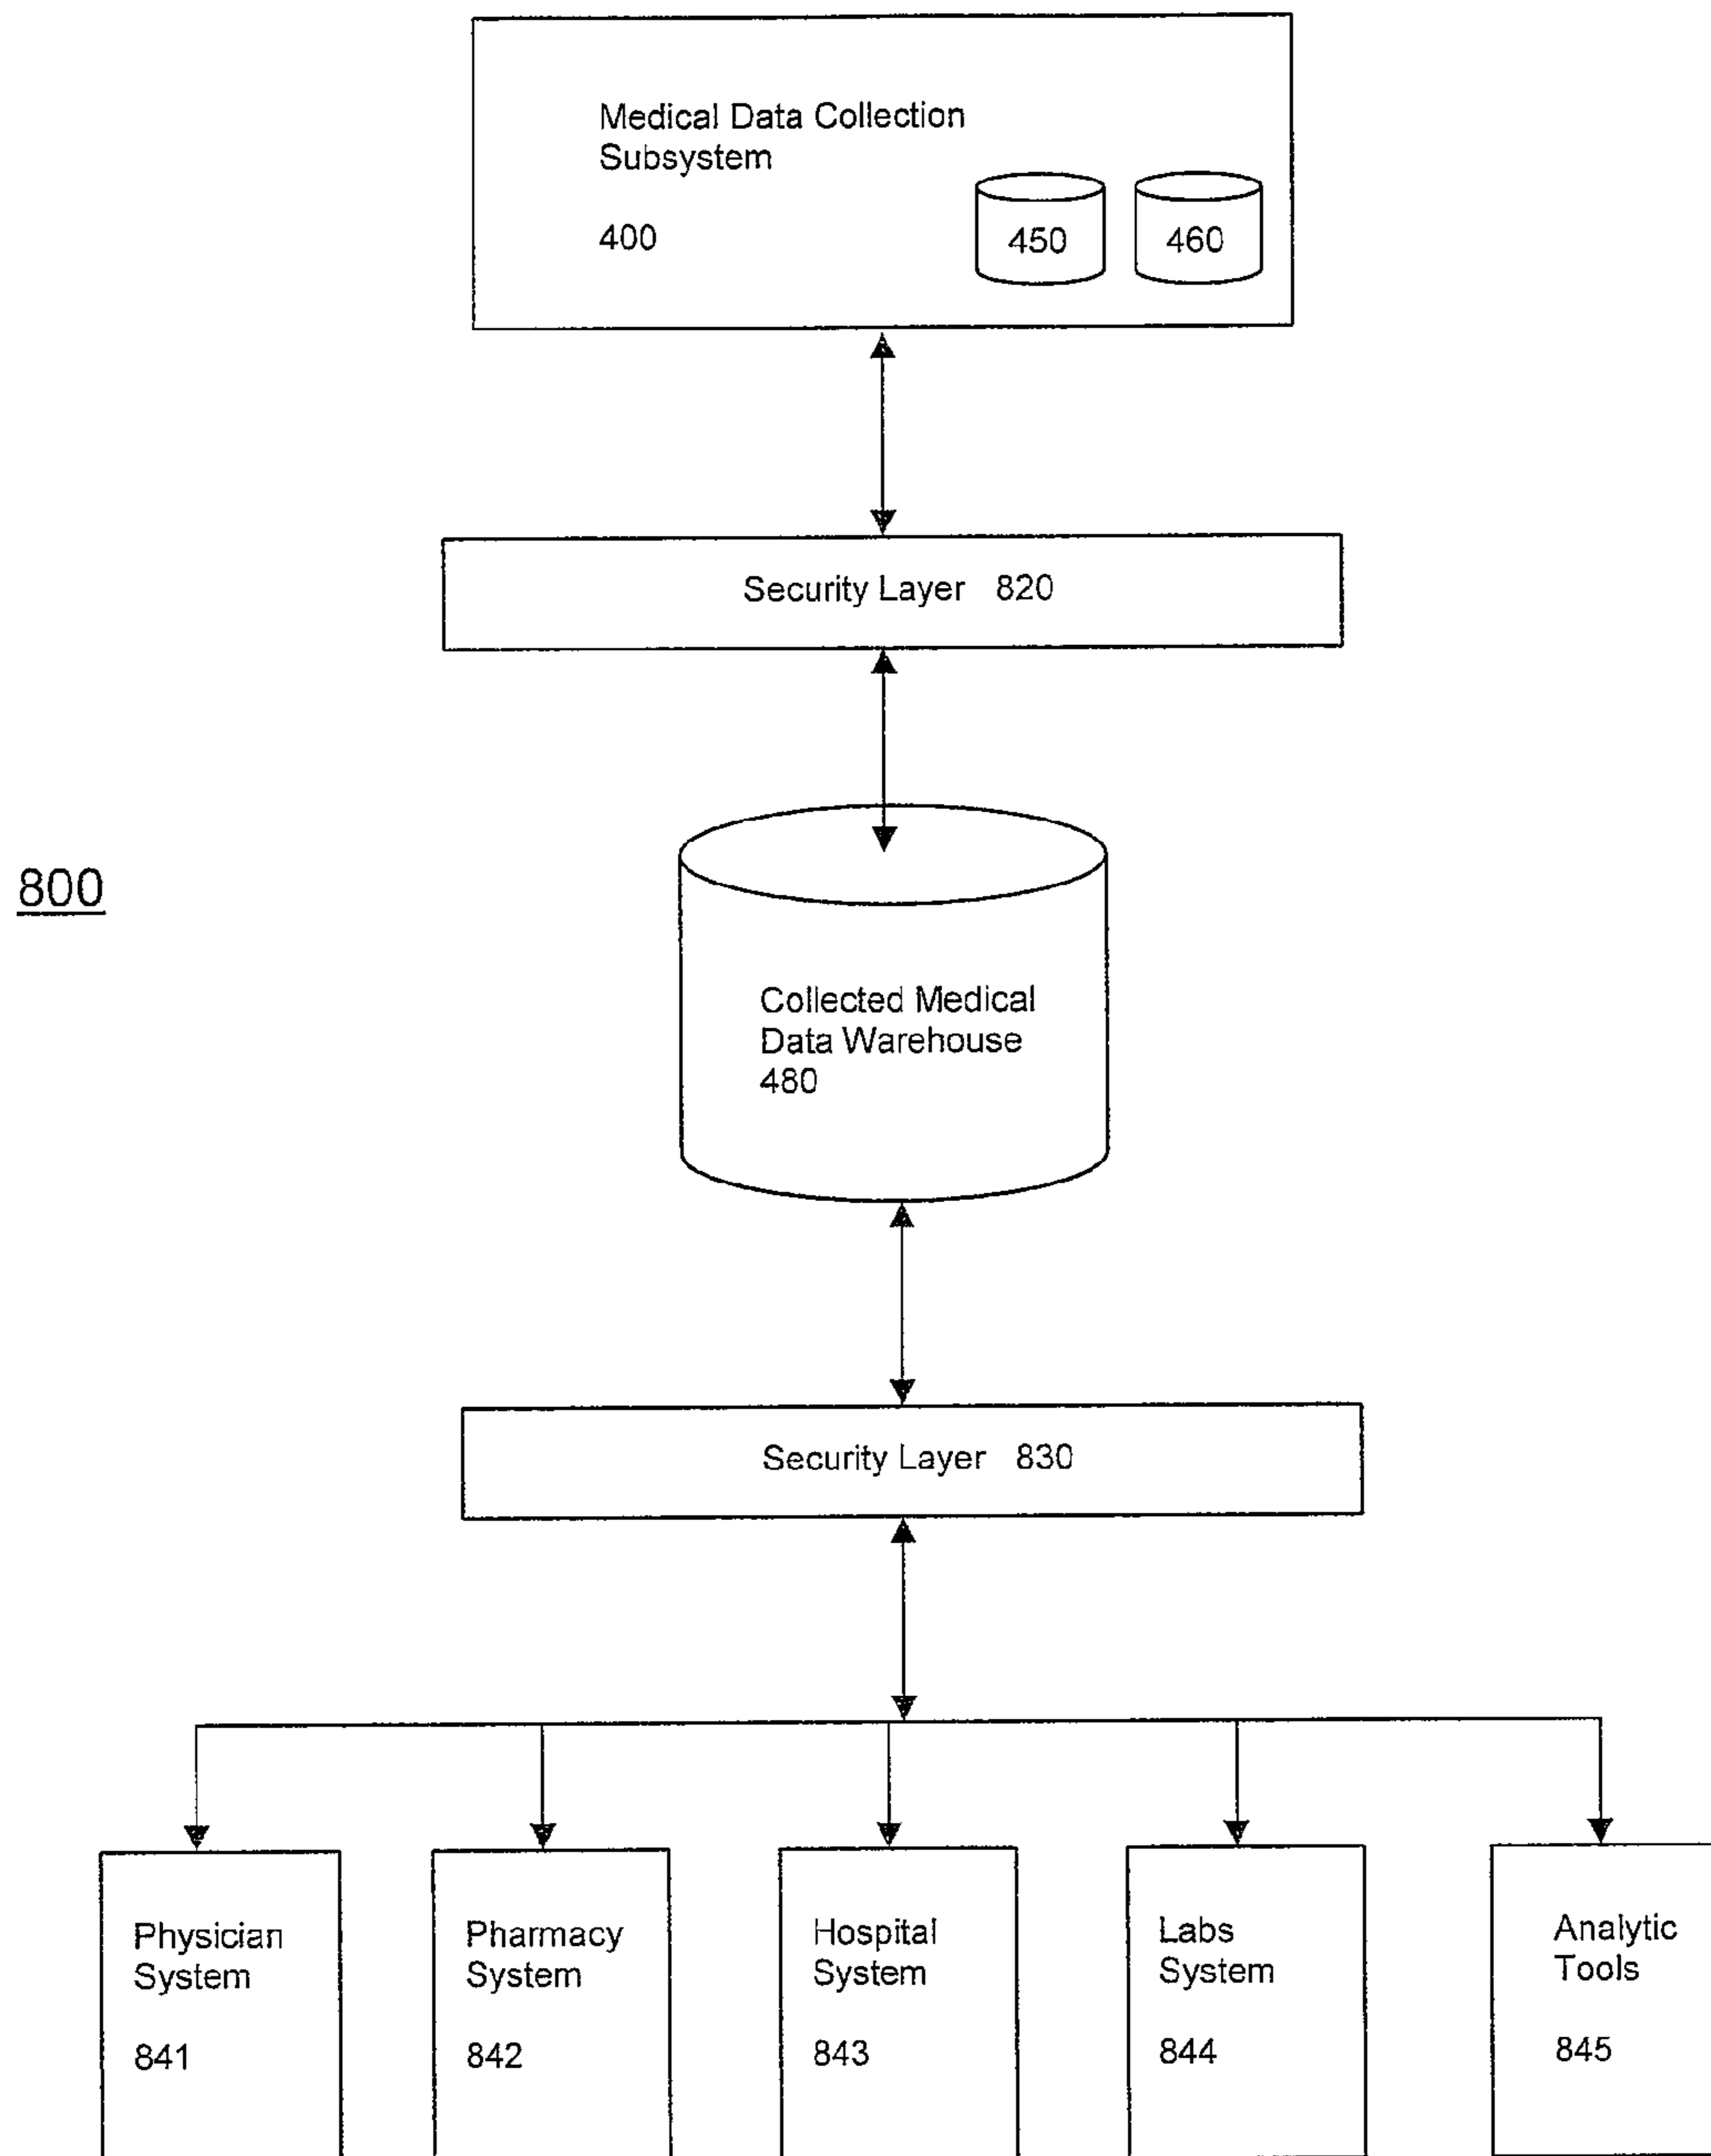 Medical Data Collection
Subsystem
400
450
460
Security Layer 820
800
Collected Medical
Data Warehouse
480
Security Layer 830
Physician
System
841
Pharmacy
System
842
Hospital
System
843
Labs
System
844
Analytic
Tools
845